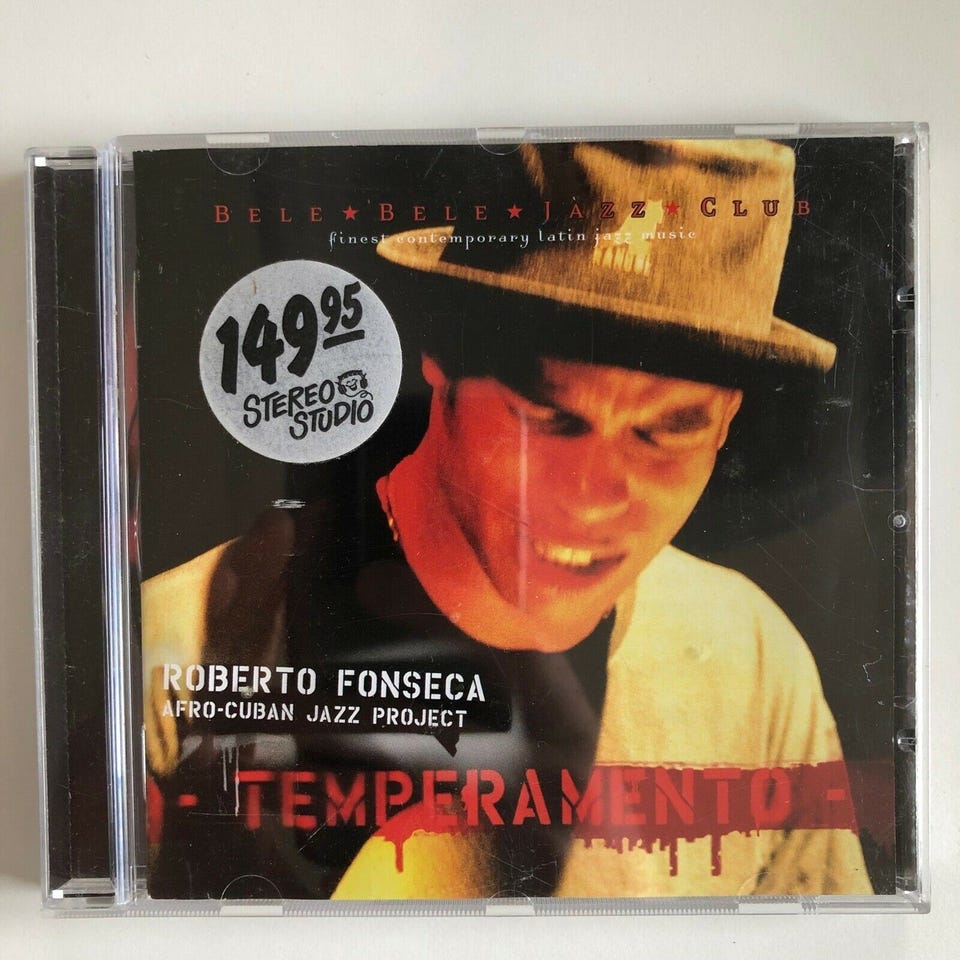 BELE ★ BELE ★ JAZZ ★ CLUB
finest contemporary latin jazz music
KANGOL
149 95
STEREO
STUDIO
ROBERTO FONSECA
AFRO-CUBAN JAZZ PROJECT
- TEMPERAMENTO -